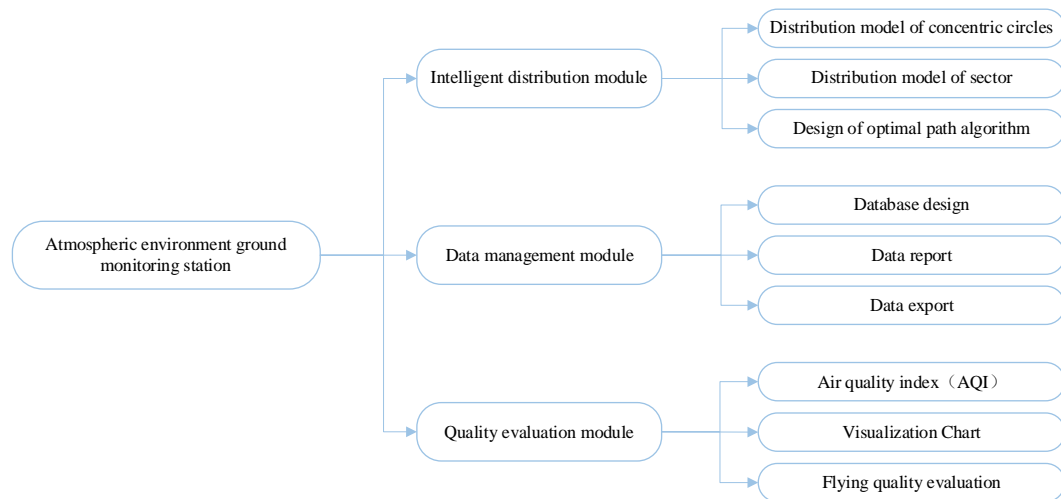 Atmospheric environment ground
monitoring station
Intelligent distribution module
Distribution model of concentric circles
Distribution model of sector
Design of optimal path algorithm
Data management module
Database design
Data report
Data export
Quality evaluation module
Air quality index（AQI）
Visualization Chart
Flying quality evaluation